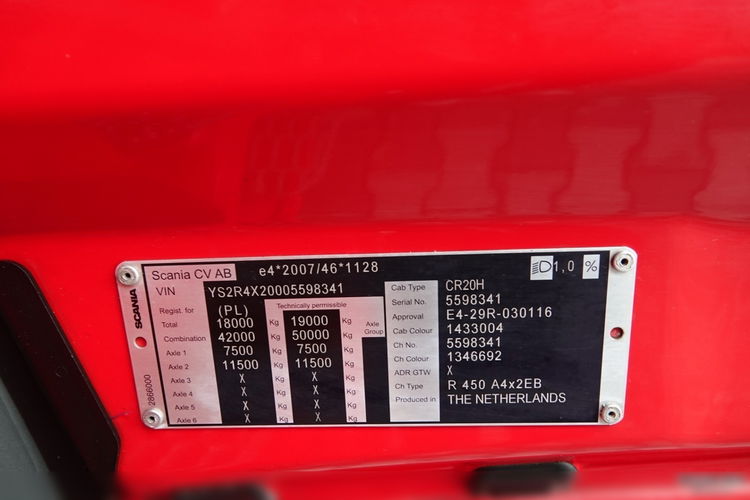 Scania CV AB e4*2007/46*1128 1,0 %
VIN YS2R4X20005598341
Regist. for (PL) Technically permissible
Total 18000 Kg 19000 Kg Axle Group
Combination 42000 Kg 50000 Kg
Axle 1 7500 Kg 7500 Kg
Axle 2 11500 Kg 11500 Kg
Axle 3 X Kg X Kg
Axle 4 X Kg X Kg
Axle 5 X Kg X Kg
Axle 6 X Kg X Kg
Cab Type CR20H
Serial No. 5598341
Approval E4-29R-030116
Cab Colour 1433004
Ch No. 5598341
Ch Colour 1346692
ADR GTW X
Ch Type R 450 A4x2EB
Produced in THE NETHERLANDS
SCANIA
2866000